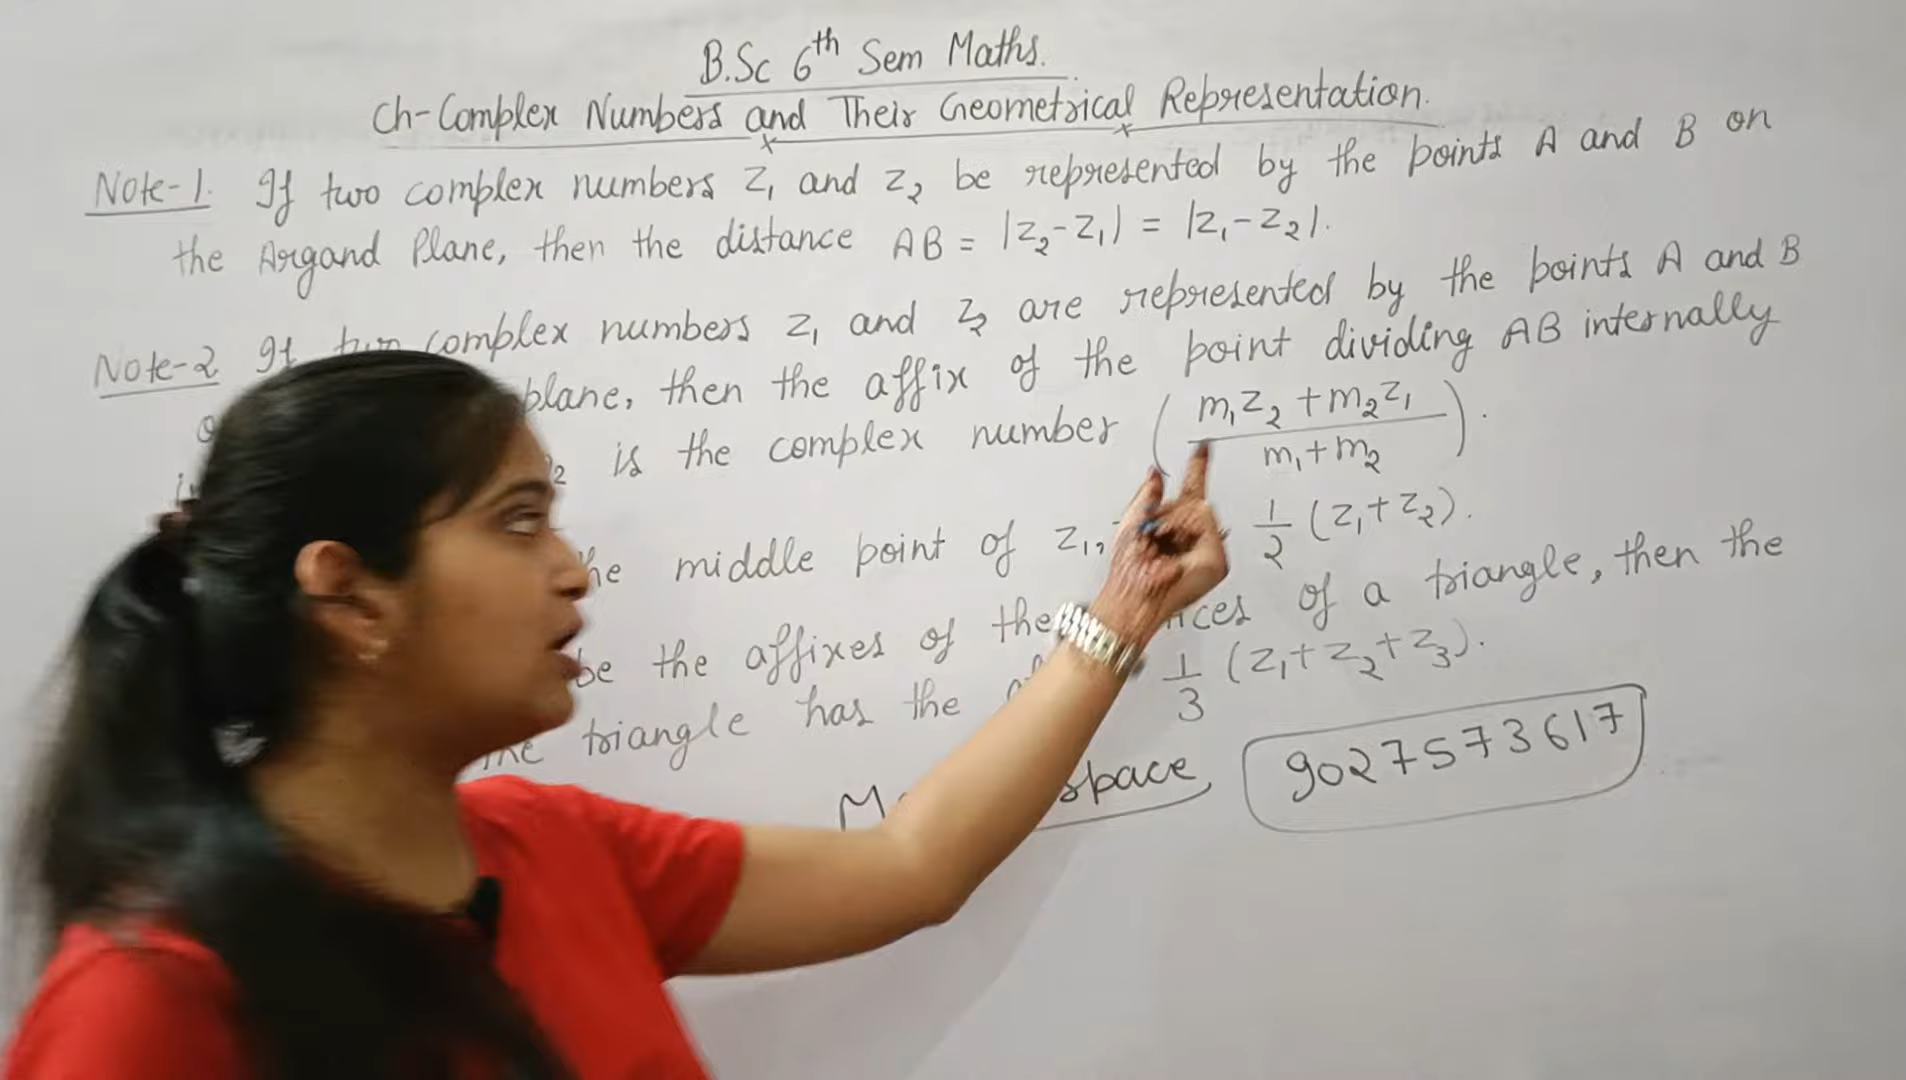 B.Sc 6th Sem Maths.
Ch-Complex Numbers and Their Geometrical Representation.
Note-1. If two complex numbers z₁ and z₂ be represented by the points A and B on
the Argand Plane, then the distance AB = |z₂-z₁| = |z₁-z₂|.
Note-2 If two complex numbers z₁ and z₂ are represented by the points A and B
plane, then the affix of the point dividing AB internally
is the complex number (m₁z₂+m₂z₁ / m₁+m₂).
middle point of z₁, 1/2 (z₁+z₂).
be the affixes of the of a triangle, then the
triangle has the 1/3 (z₁+z₂+z₃).
space 9027573617